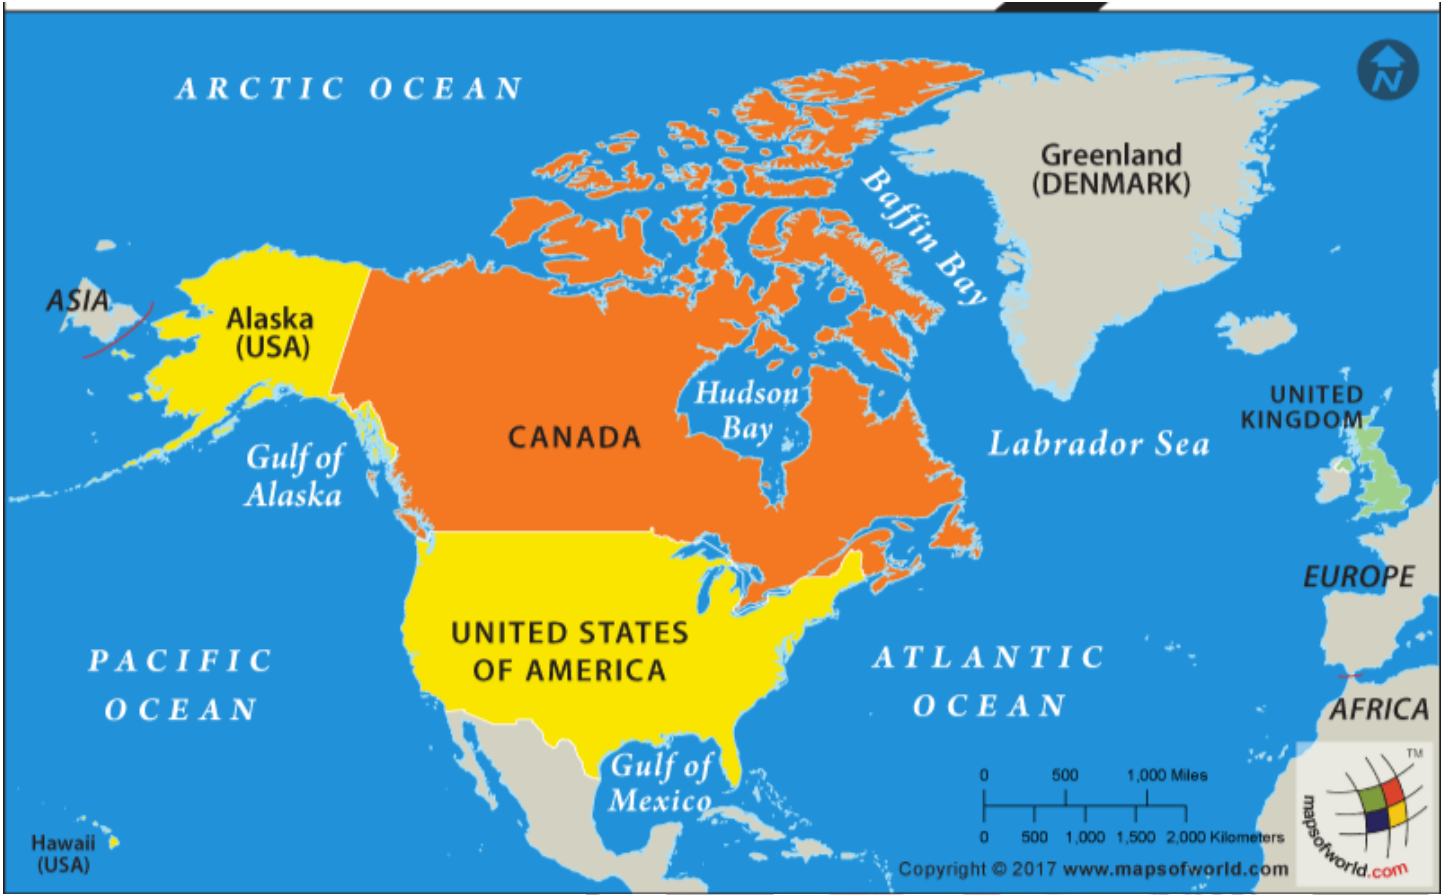 ARCTIC OCEAN
N
Greenland
(DENMARK)
Baffin Bay
ASIA
Alaska
(USA)
Hudson
Bay
UNITED
KINGDOM
CANADA
Labrador Sea
Gulf of
Alaska
EUROPE
UNITED STATES
OF AMERICA
PACIFIC
OCEAN
ATLANTIC
OCEAN
AFRICA
Gulf of
Mexico
0 500 1,000 Miles
0 500 1,000 1,500 2,000 Kilometers
TM
mapsofworld.com
Hawaii
(USA)
Copyright © 2017 www.mapsofworld.com